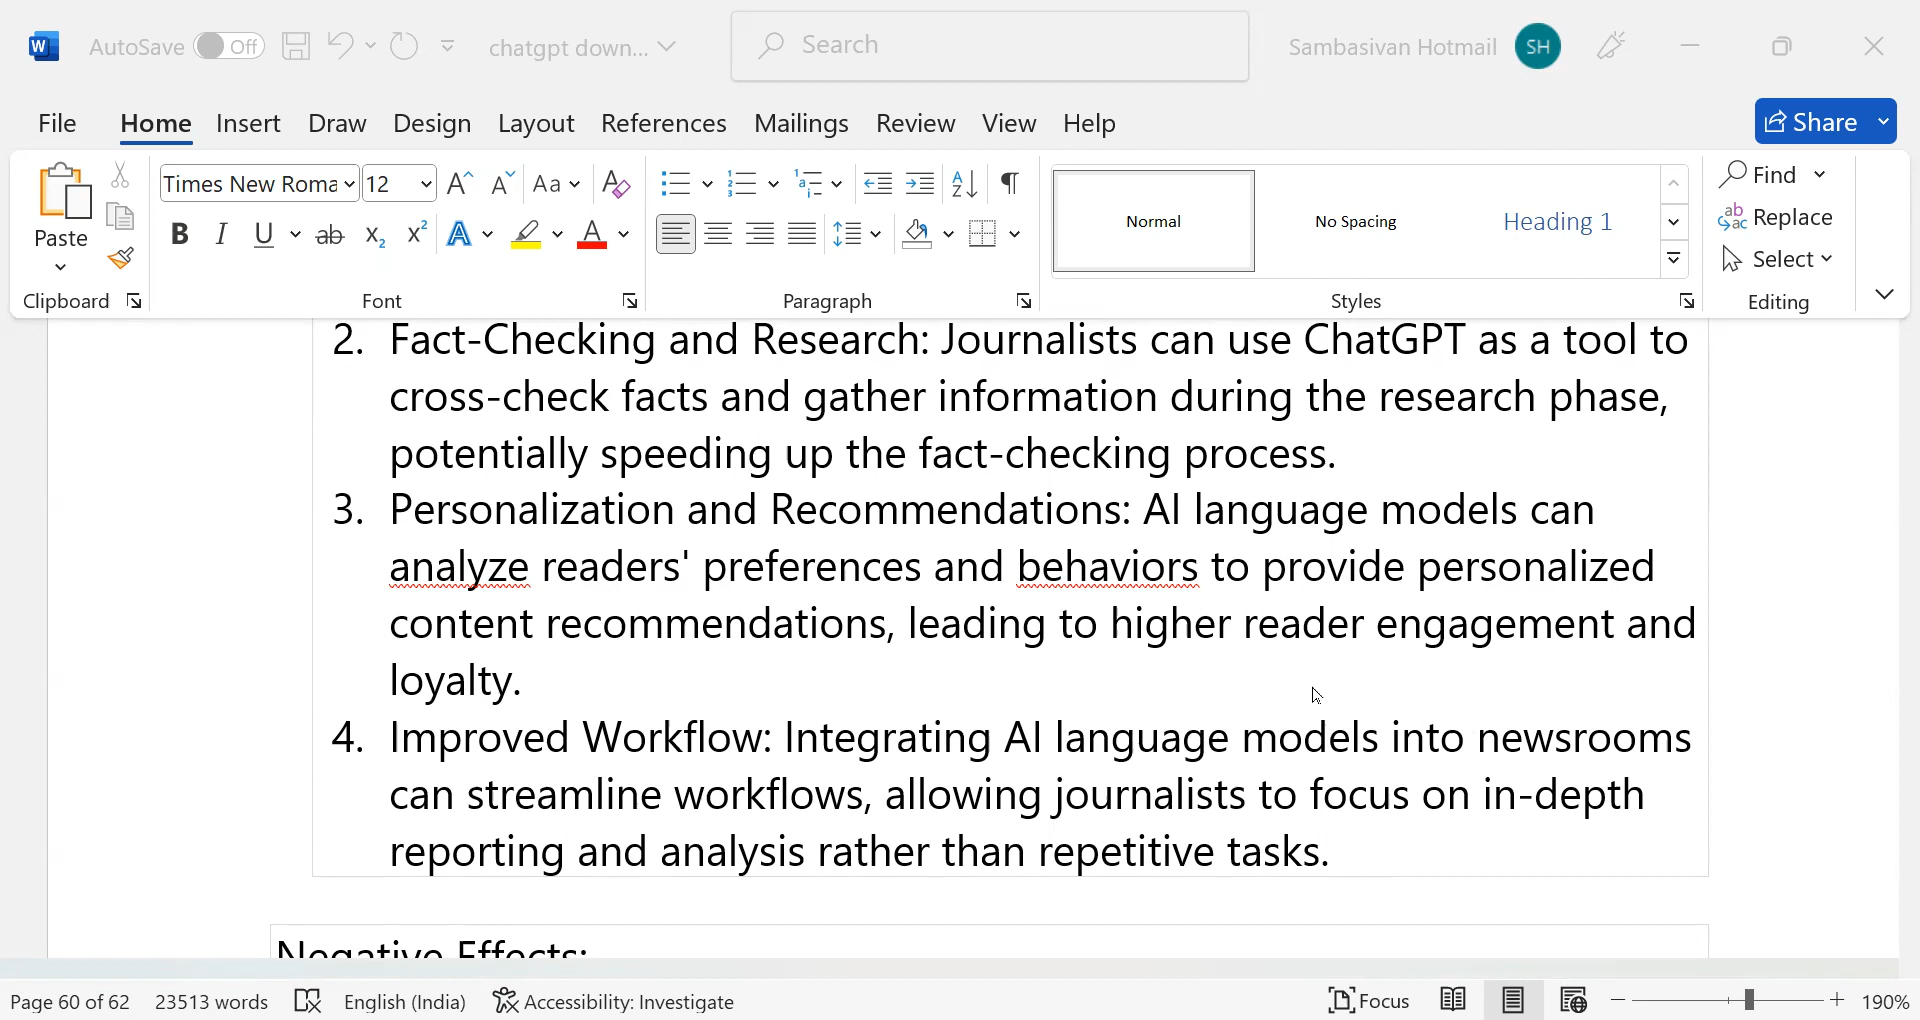 W AutoSave Off chatgpt down... Search Sambasivan Hotmail SH
File Home Insert Draw Design Layout References Mailings Review View Help Share
Paste
Clipboard
Times New Roma 12 Aa
B I U ab x2 x2 A A
Font
Paragraph
Normal No Spacing Heading 1
Styles
Find
Replace
Select
Editing
2. Fact-Checking and Research: Journalists can use ChatGPT as a tool to
cross-check facts and gather information during the research phase,
potentially speeding up the fact-checking process.
3. Personalization and Recommendations: AI language models can
analyze readers' preferences and behaviors to provide personalized
content recommendations, leading to higher reader engagement and
loyalty.
4. Improved Workflow: Integrating AI language models into newsrooms
can streamline workflows, allowing journalists to focus on in-depth
reporting and analysis rather than repetitive tasks.
Negative Effects:
Page 60 of 62 23513 words English (India) Accessibility: Investigate Focus 190%